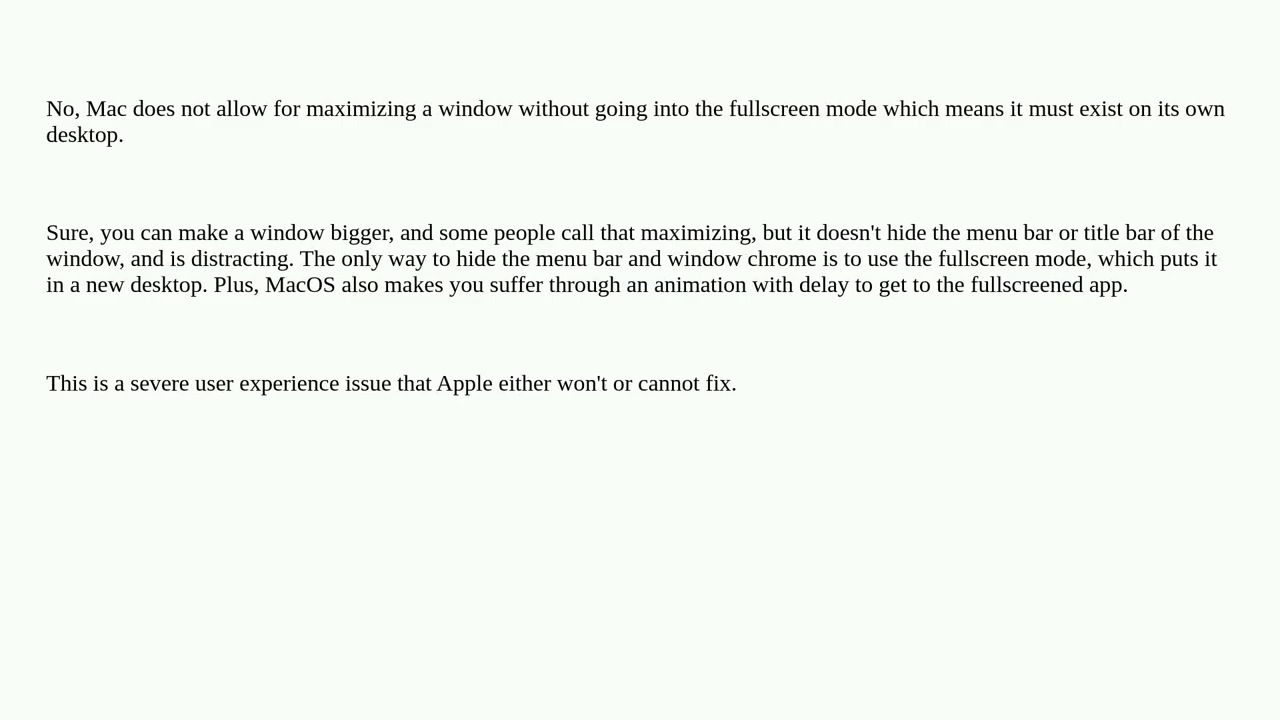 No, Mac does not allow for maximizing a window without going into the fullscreen mode which means it must exist on its own
desktop.
Sure, you can make a window bigger, and some people call that maximizing, but it doesn't hide the menu bar or title bar of the
window, and is distracting. The only way to hide the menu bar and window chrome is to use the fullscreen mode, which puts it
in a new desktop. Plus, MacOS also makes you suffer through an animation with delay to get to the fullscreened app.
This is a severe user experience issue that Apple either won't or cannot fix.